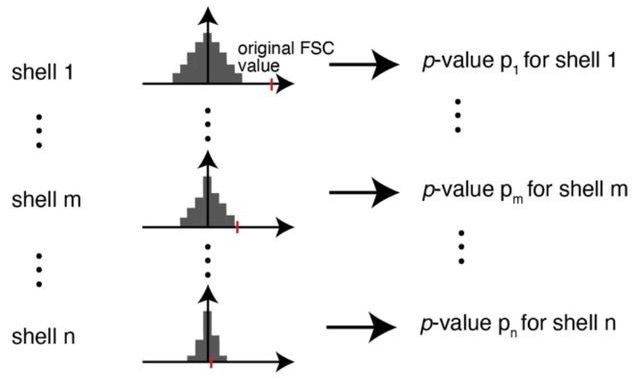 shell 1
original FSC
value
p-value p1 for shell 1
shell m
p-value pm for shell m
shell n
p-value pn for shell n